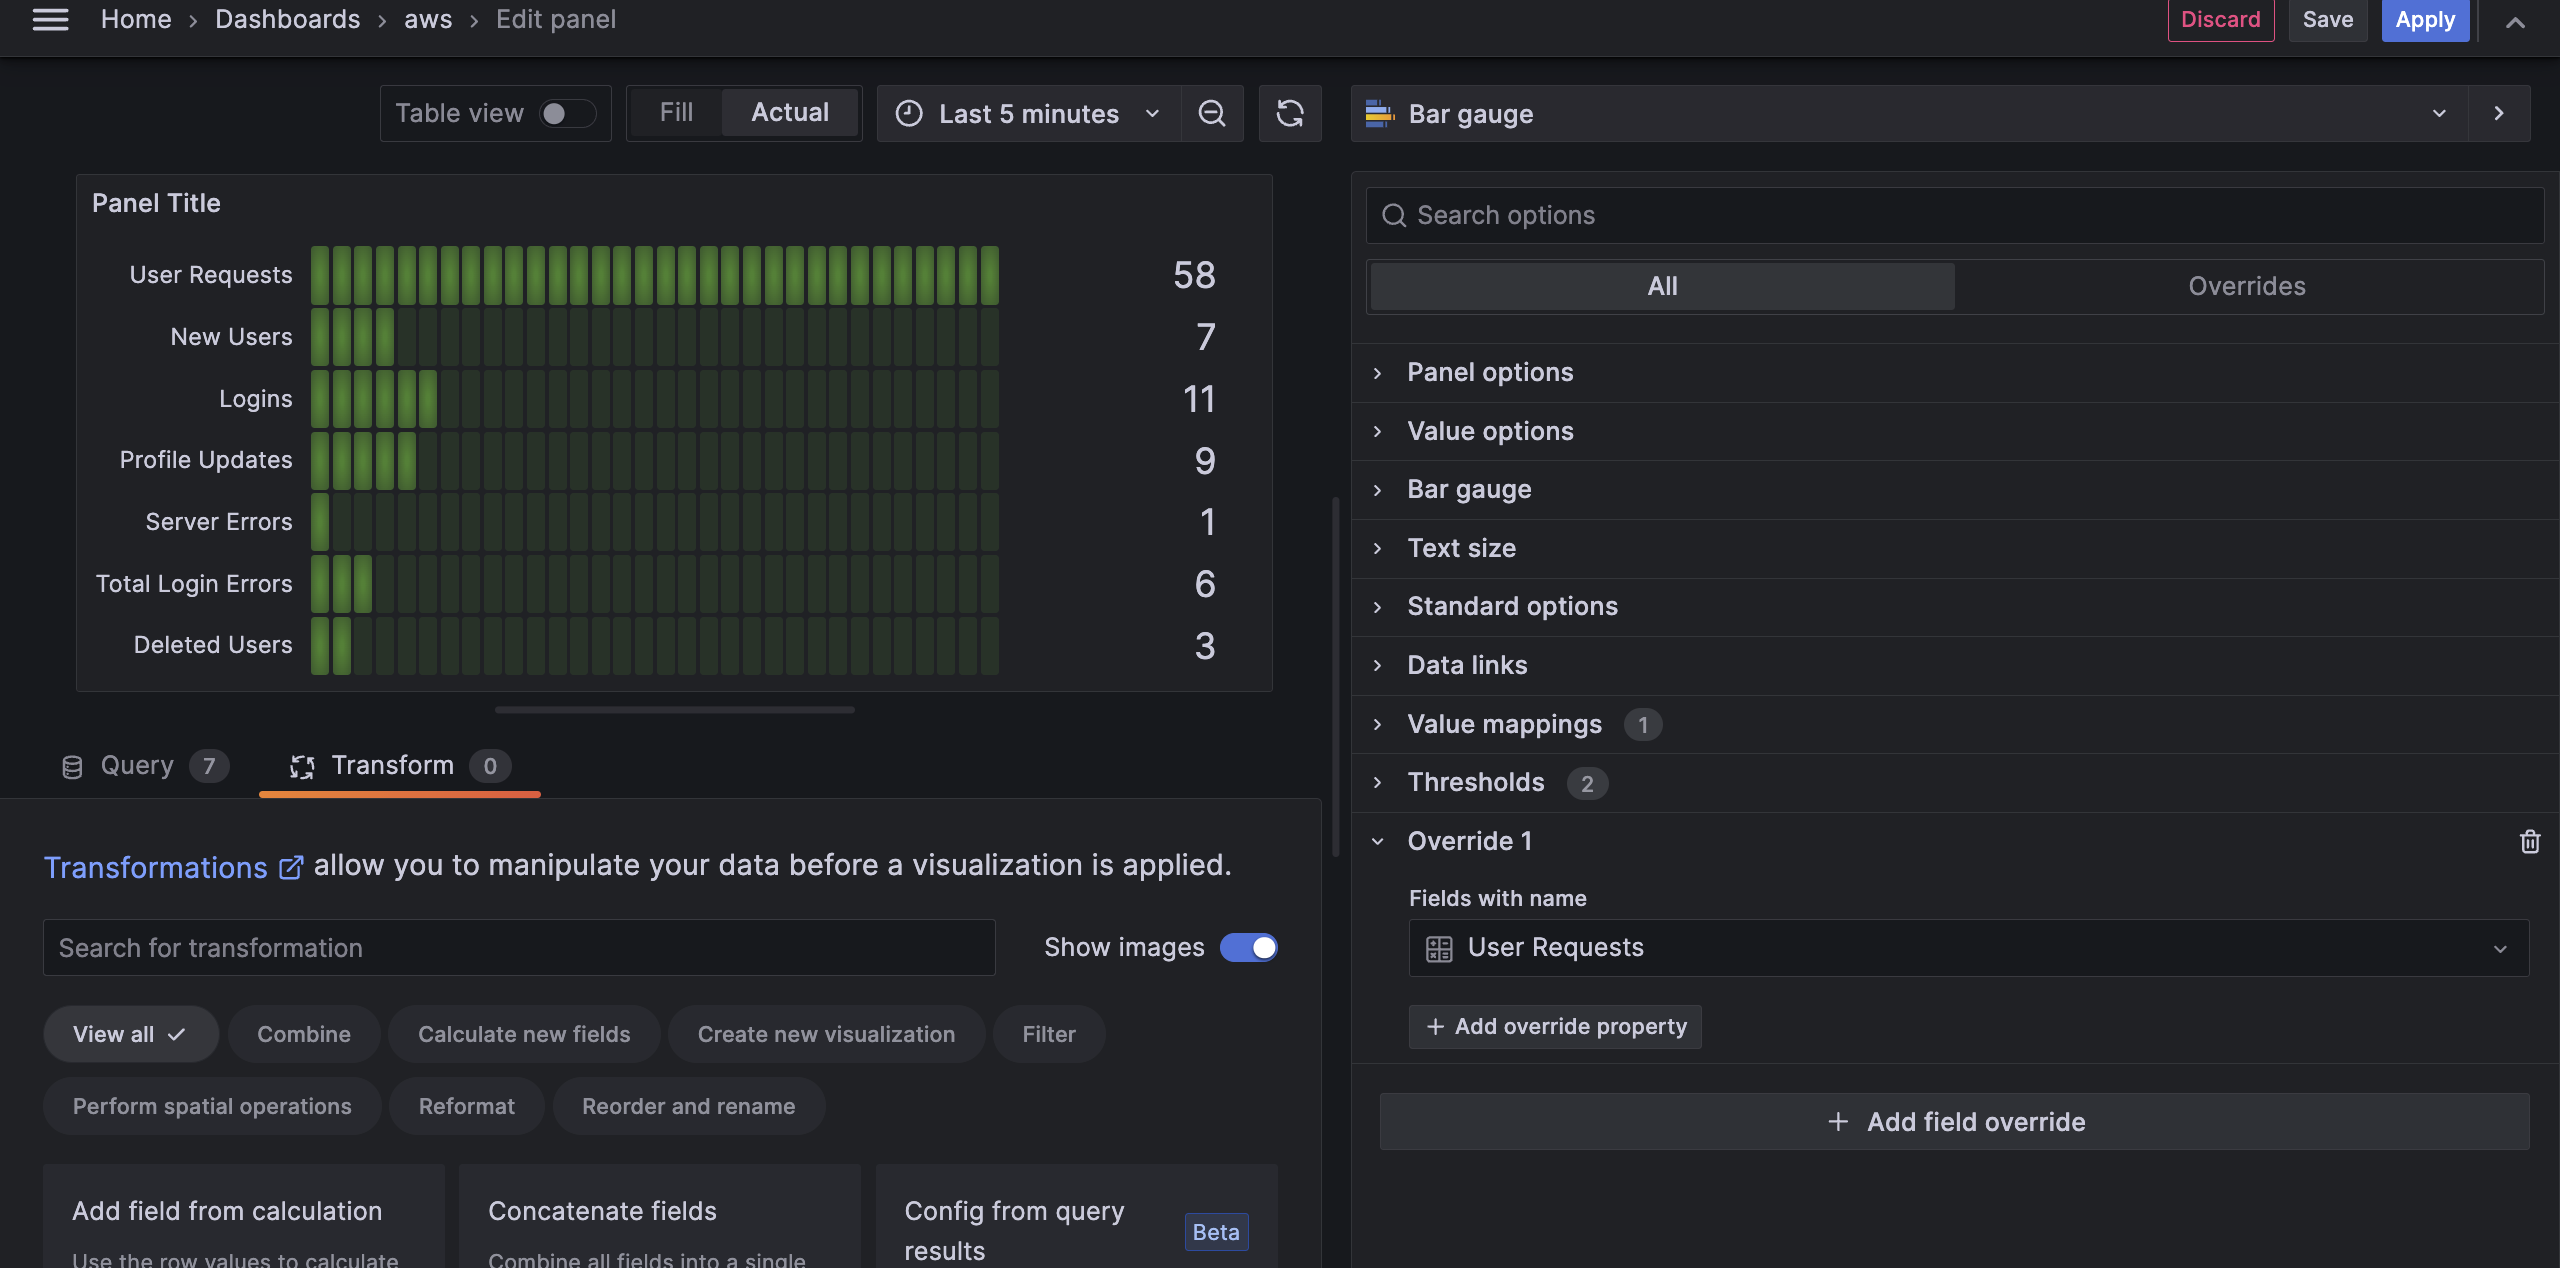 Home › Dashboards › aws › Edit panel
Discard Save Apply
Table view Fill Actual Last 5 minutes
Bar gauge
Panel Title
User Requests 58
New Users 7
Logins 11
Profile Updates 9
Server Errors 1
Total Login Errors 6
Deleted Users 3
Query 7 Transform 0
Transformations allow you to manipulate your data before a visualization is applied.
Search for transformation Show images
View all Combine Calculate new fields Create new visualization Filter
Perform spatial operations Reformat Reorder and rename
Add field from calculation
Use the row values to calculate
Concatenate fields
Combine all fields into a single
Config from query
results
Beta
Search options
All Overrides
Panel options
Value options
Bar gauge
Text size
Standard options
Data links
Value mappings 1
Thresholds 2
Override 1
Fields with name
User Requests
+ Add override property
+ Add field override